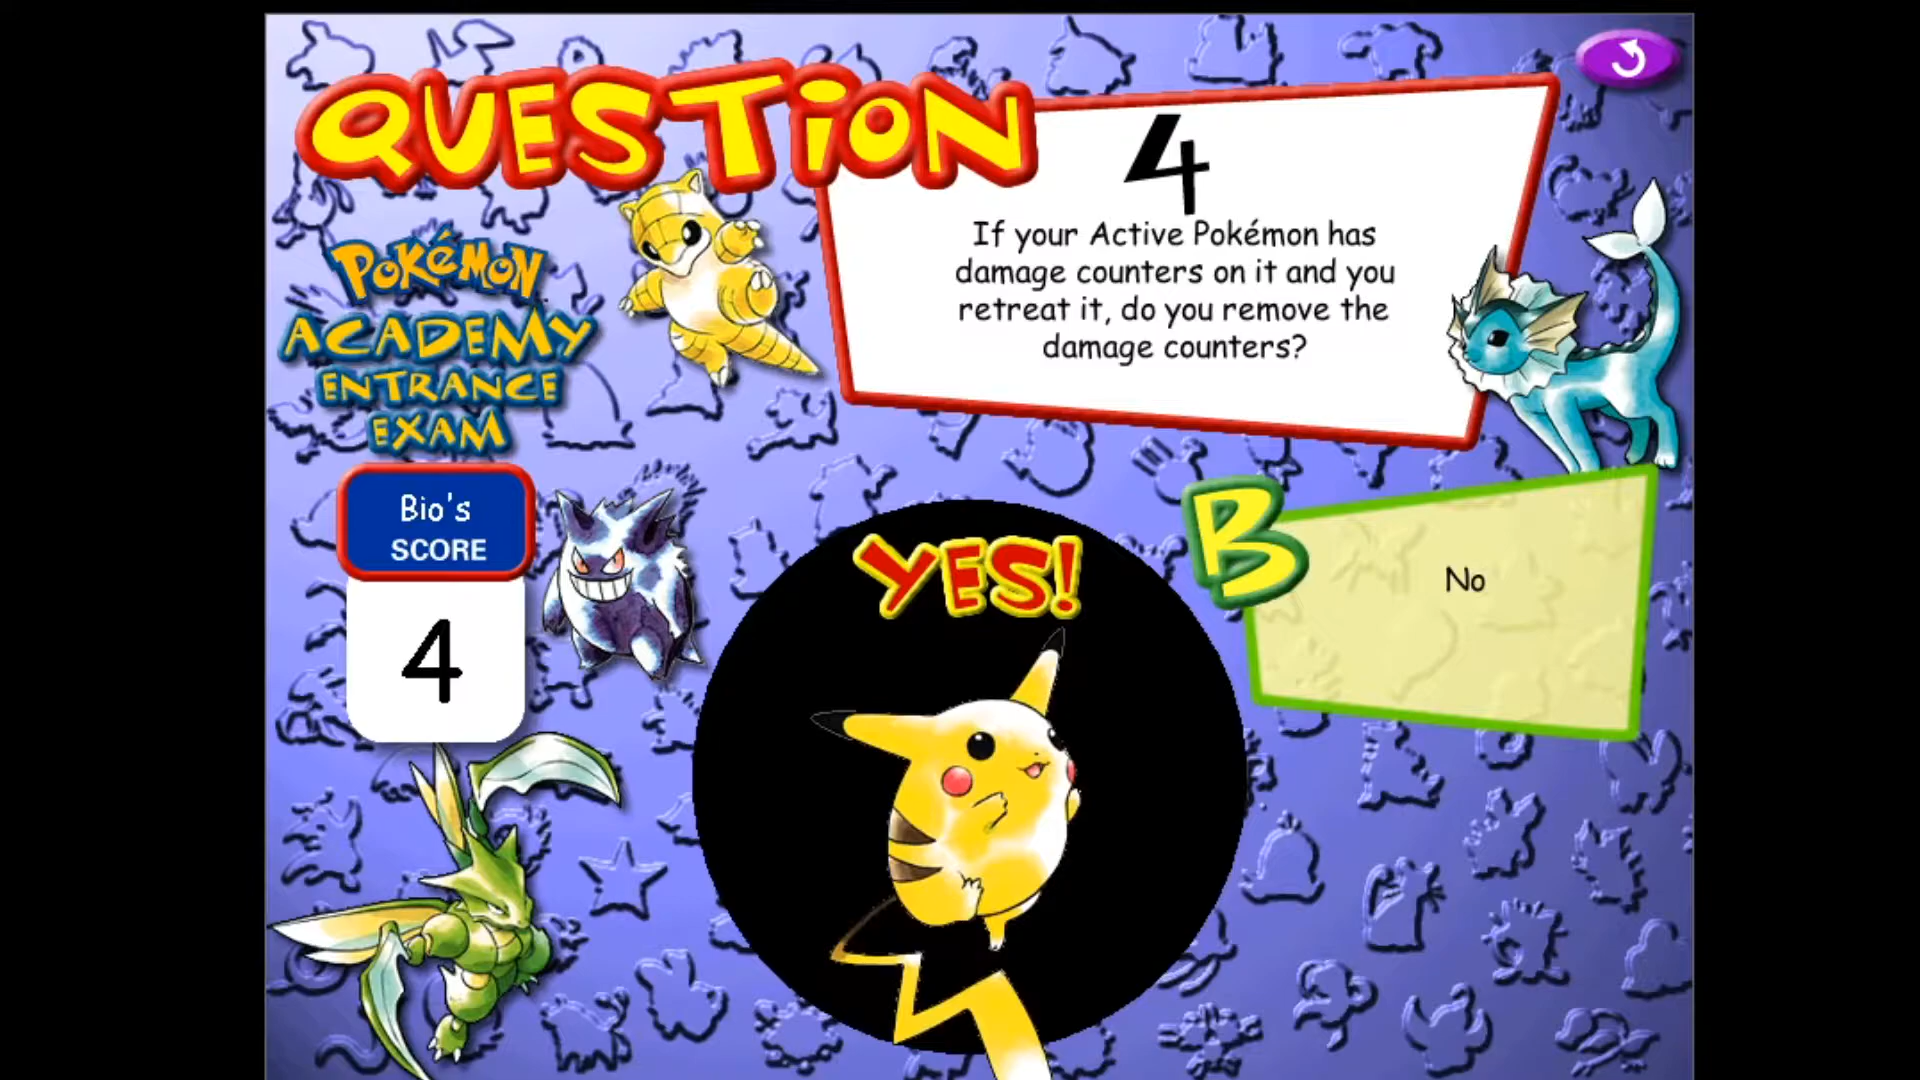 QUESTION
4
If your Active Pokémon has
damage counters on it and you
retreat it, do you remove the
damage counters?
POKéMON
ACADEMY
ENTRANCE
EXAM
Bio's
SCORE
4
YES!
B
No